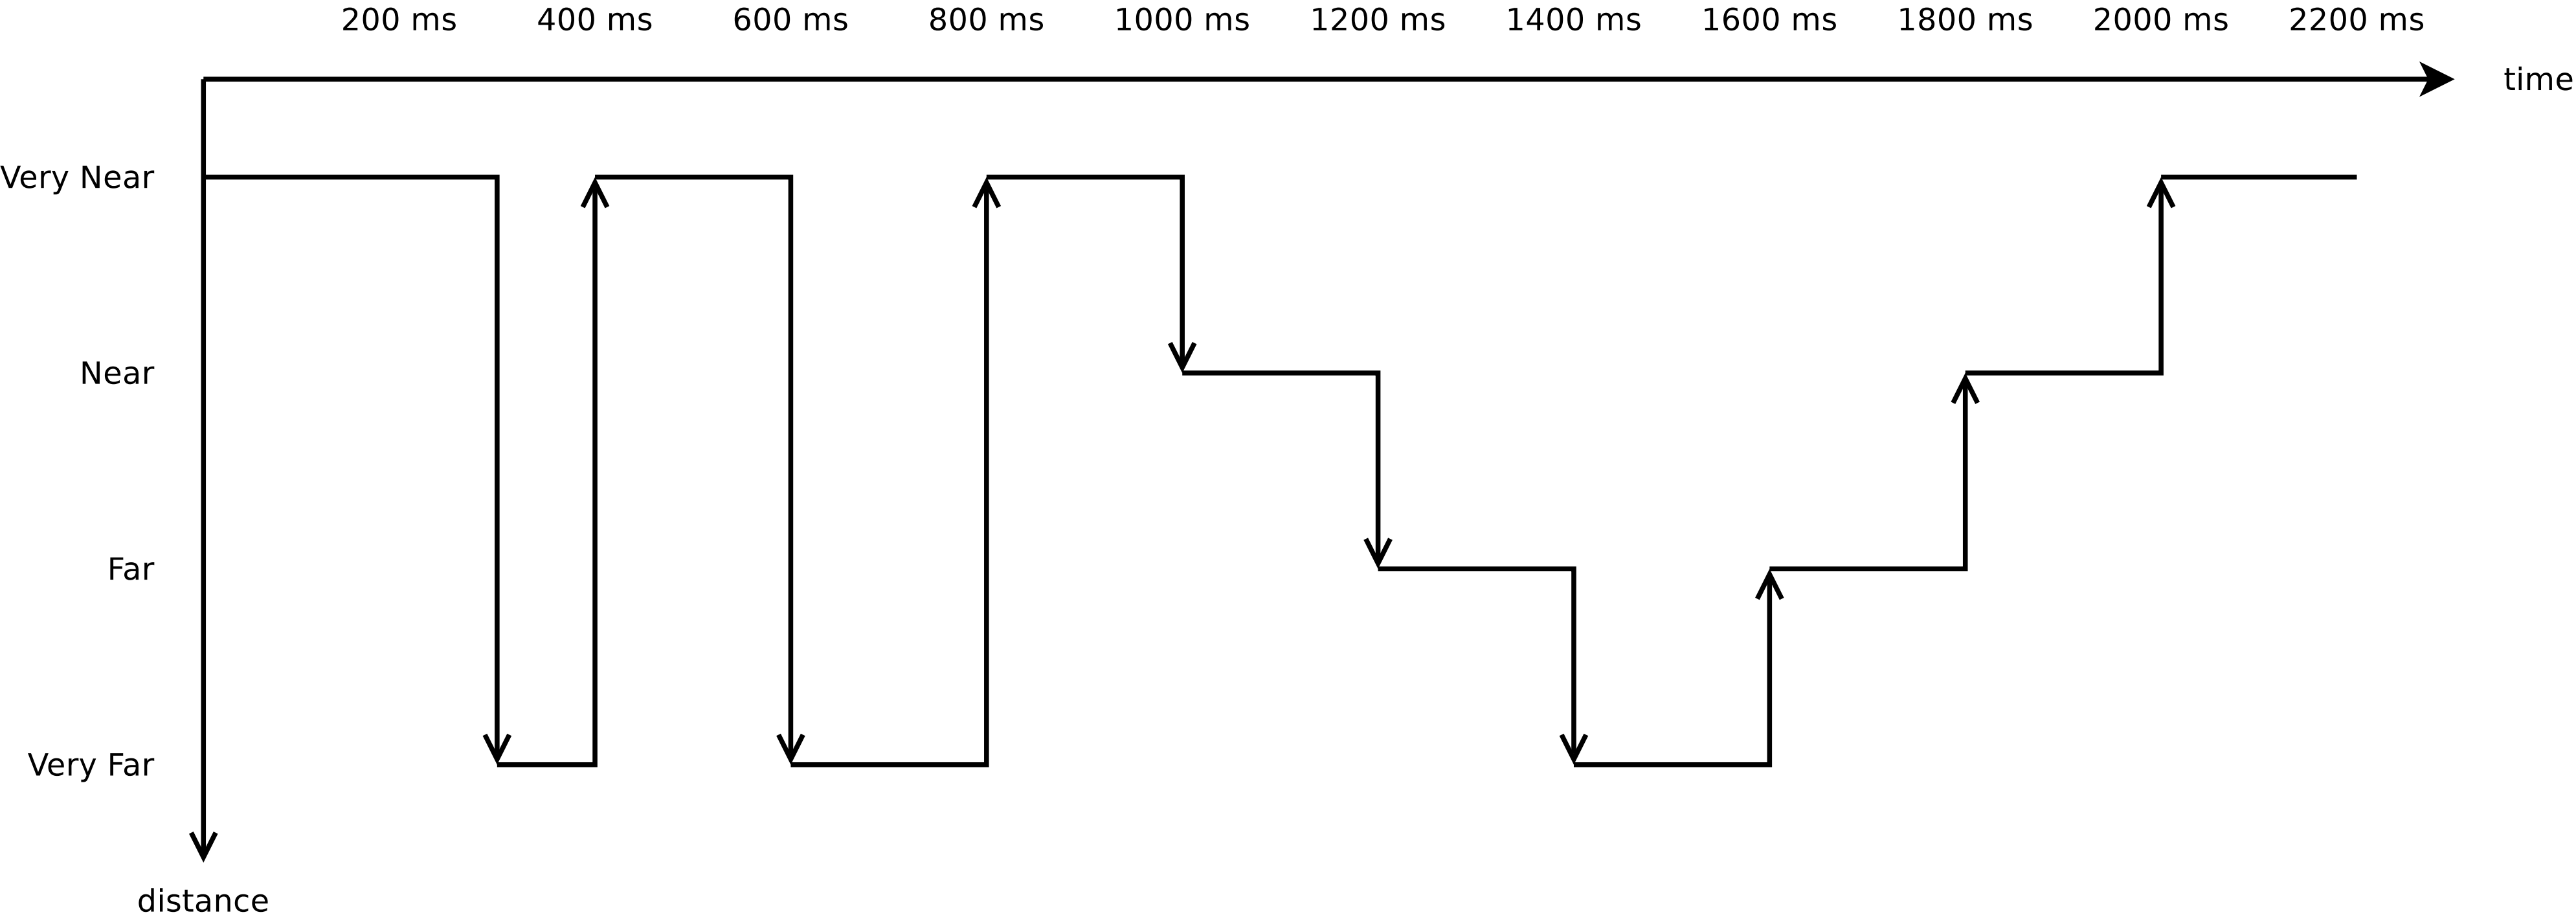 200 ms 400 ms 600 ms 800 ms 1000 ms 1200 ms 1400 ms 1600 ms 1800 ms 2000 ms 2200 ms
time
Very Near
Near
Far
Very Far
distance